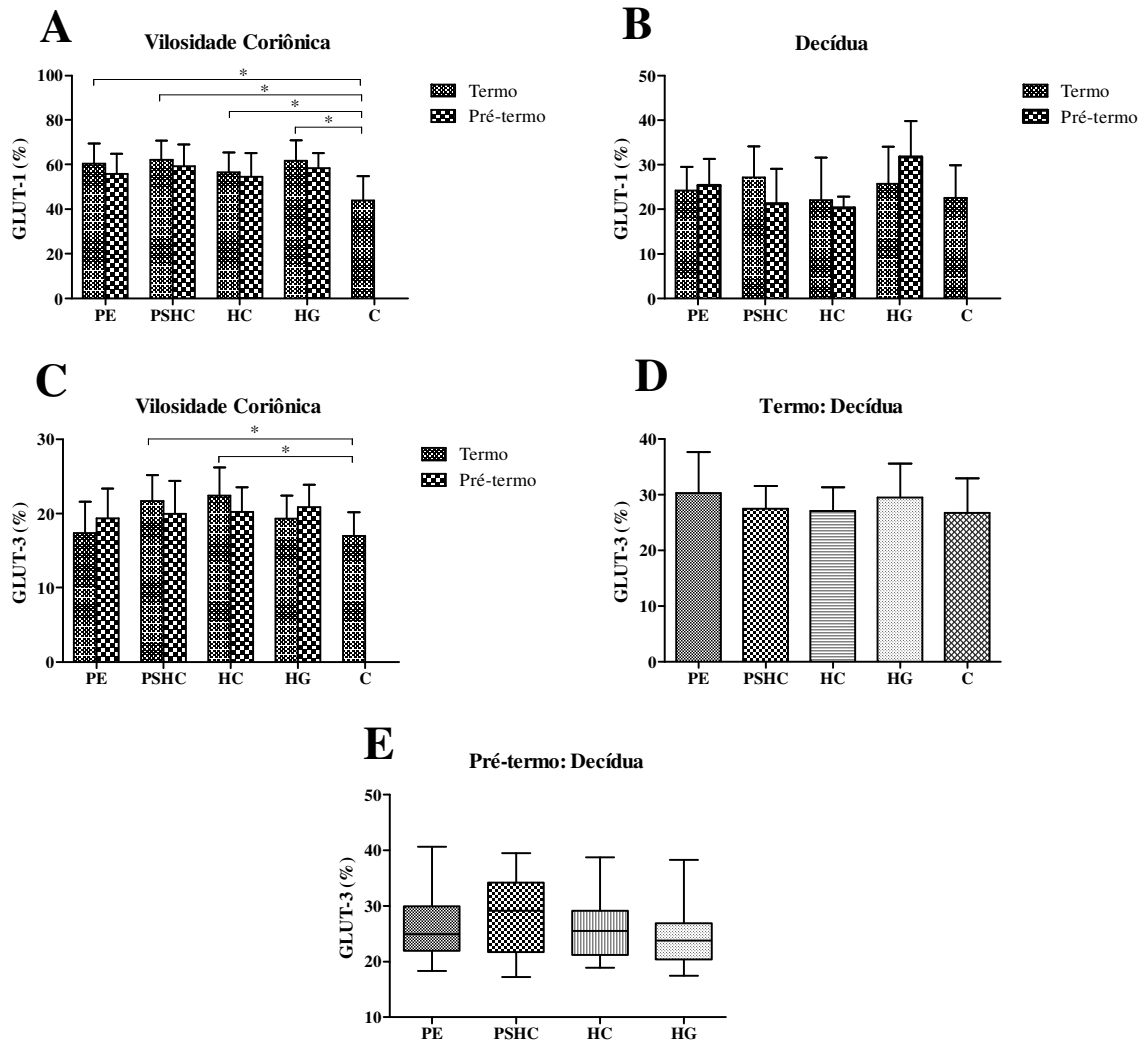 A
Vilosidade Coriônica
GLUT-1 (%)
100
80
60
40
20
0
*
*
*
*
PE PSHC HC HG C
Termo
Pré-termo
B
Decídua
GLUT-1 (%)
50
40
30
20
10
0
PE PSHC HC HG C
Termo
Pré-termo
C
Vilosidade Coriônica
GLUT-3 (%)
30
20
10
0
*
*
PE PSHC HC HG C
Termo
Pré-termo
D
Termo: Decídua
GLUT-3 (%)
40
30
20
10
0
PE PSHC HC HG C
E
Pré-termo: Decídua
GLUT-3 (%)
50
40
30
20
10
PE PSHC HC HG